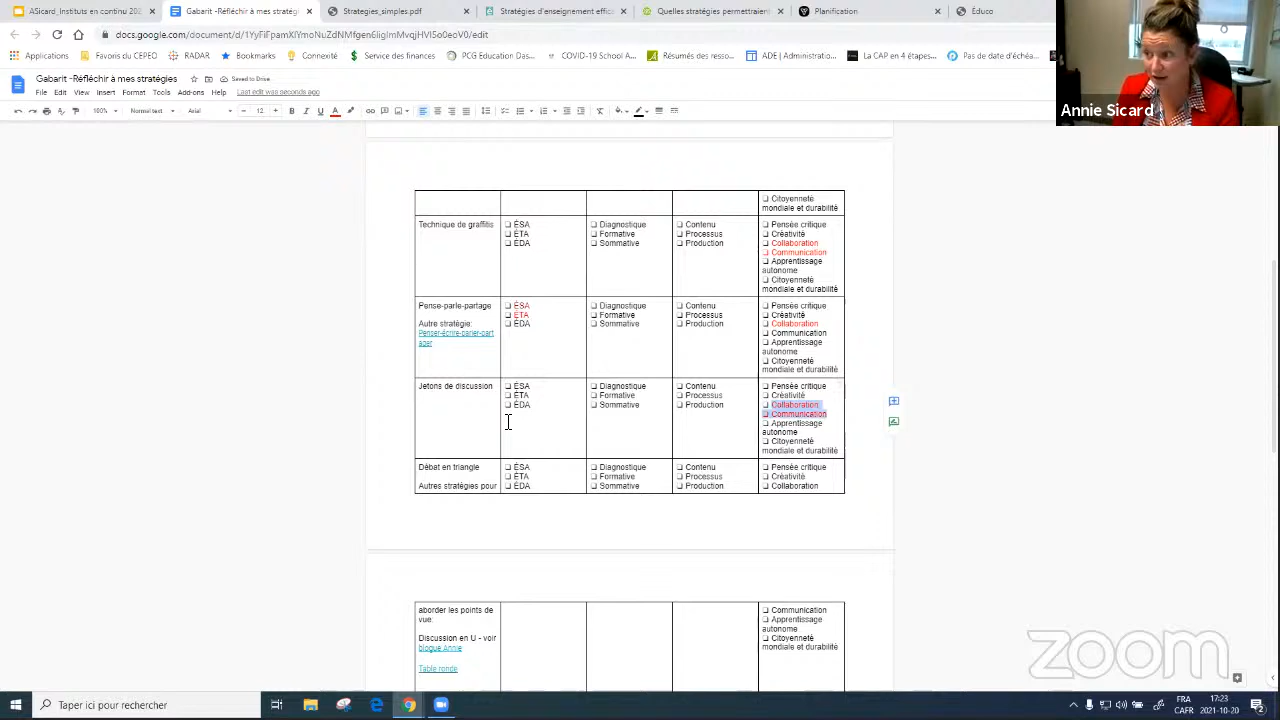 ASicard_Instituts en continu 202
Gabarit -Réfléchir à mes stratég
Strategies_simples.pdf
Stratégies d'enseignement effic
Quelles stratégies permettraient
Planification
Éduco
docs.google.com/document/d/
/edit
Applications
Favoris du CEPEO
RADAR
Bookmarks
Connexité
Service des finances
COVID-19 School A...
Résumés des ressour...
ADE | Administratio...
La CAP en 4 étapes...
Pas de date d'échéa...
Gabarit -Réfléchir à mes stratégies
Saved to Drive
File Edit View Insert Format Tools Add-ons Help Last edit was seconds ago
100% Normal text Arial 12
Annie Sicard
Citoyenneté
mondiale et durabilité
Technique de graffitis
ÉSA
ÉTA
ÉDA
Diagnostique
Formative
Sommative
Contenu
Processus
Production
Pensée critique
Créativité
Collaboration
Communication
Apprentissage
autonome
Citoyenneté
mondiale et durabilité
Pense-parle-partage
Autre stratégie:
Penser-écrire-parler-part
ager
ÉSA
ÉTA
ÉDA
Diagnostique
Formative
Sommative
Contenu
Processus
Production
Pensée critique
Créativité
Collaboration
Communication
Apprentissage
autonome
Citoyenneté
mondiale et durabilité
Jetons de discussion
ÉSA
ÉTA
ÉDA
Diagnostique
Formative
Sommative
Contenu
Processus
Production
Pensée critique
Créativité
Collaboration
Communication
Apprentissage
autonome
Citoyenneté
mondiale et durabilité
Débat en triangle
Autres stratégies pour
ÉSA
ÉTA
ÉDA
Diagnostique
Formative
Sommative
Contenu
Processus
Production
Pensée critique
Créativité
Collaboration
aborder les points de
vue:
Discussion en U - voir
blogue Annie
Table ronde
Communication
Apprentissage
autonome
Citoyenneté
mondiale et durabilité
zoom
Taper ici pour rechercher
FRA
CAFR
17:23
2021-10-20
2